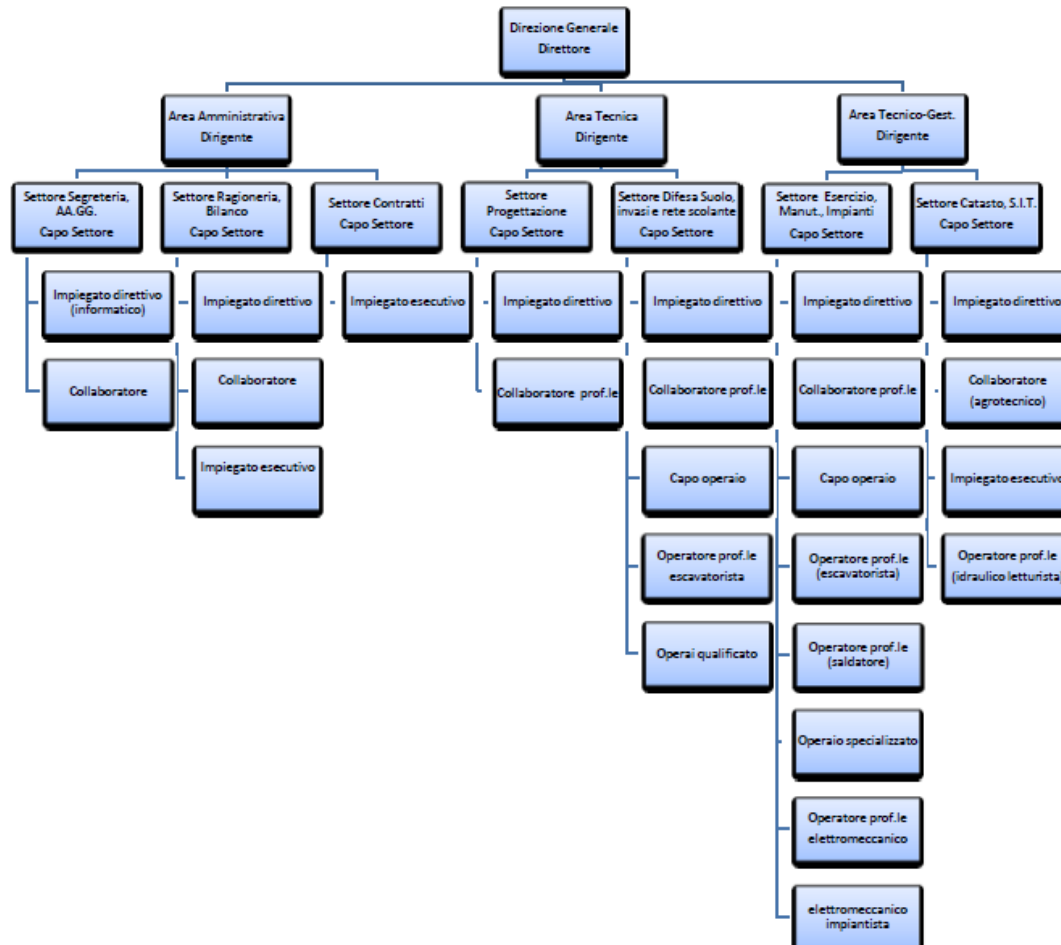 Direzione Generale
Direttore
Area Amministrativa
Dirigente
Area Tecnica
Dirigente
Area Tecnico-Gest.
Dirigente
Settore Segreteria,
AA.GG.
Capo Settore
Settore Ragioneria,
Bilanco
Capo Settore
Settore Contratti
Capo Settore
Settore
Progettazione
Capo Settore
Settore Difesa Suolo,
invasi e rete scolante
Capo Settore
Settore Esercizio,
Manut., Impianti
Capo Settore
Settore Catasto, S.I.T.
Capo Settore
Impiegato direttivo
(informatico)
Impiegato direttivo
Impiegato esecutivo
Impiegato direttivo
Impiegato direttivo
Impiegato direttivo
Impiegato direttivo
Collaboratore
Collaboratore
Collaboratore prof.le
Collaboratore prof.le
Collaboratore prof.le
Collaboratore
(agrotecnico)
Impiegato esecutivo
Capo operaio
Capo operaio
Impiegato esecutivo
Operatore prof.le
escavatorista
Operatore prof.le
(escavatorista)
Operatore prof.le
(idraulico letturista)
Operai qualificato
Operatore prof.le
(saldatore)
Operaio specializzato
Operatore prof.le
elettromeccanico
elettromeccanico
impiantista